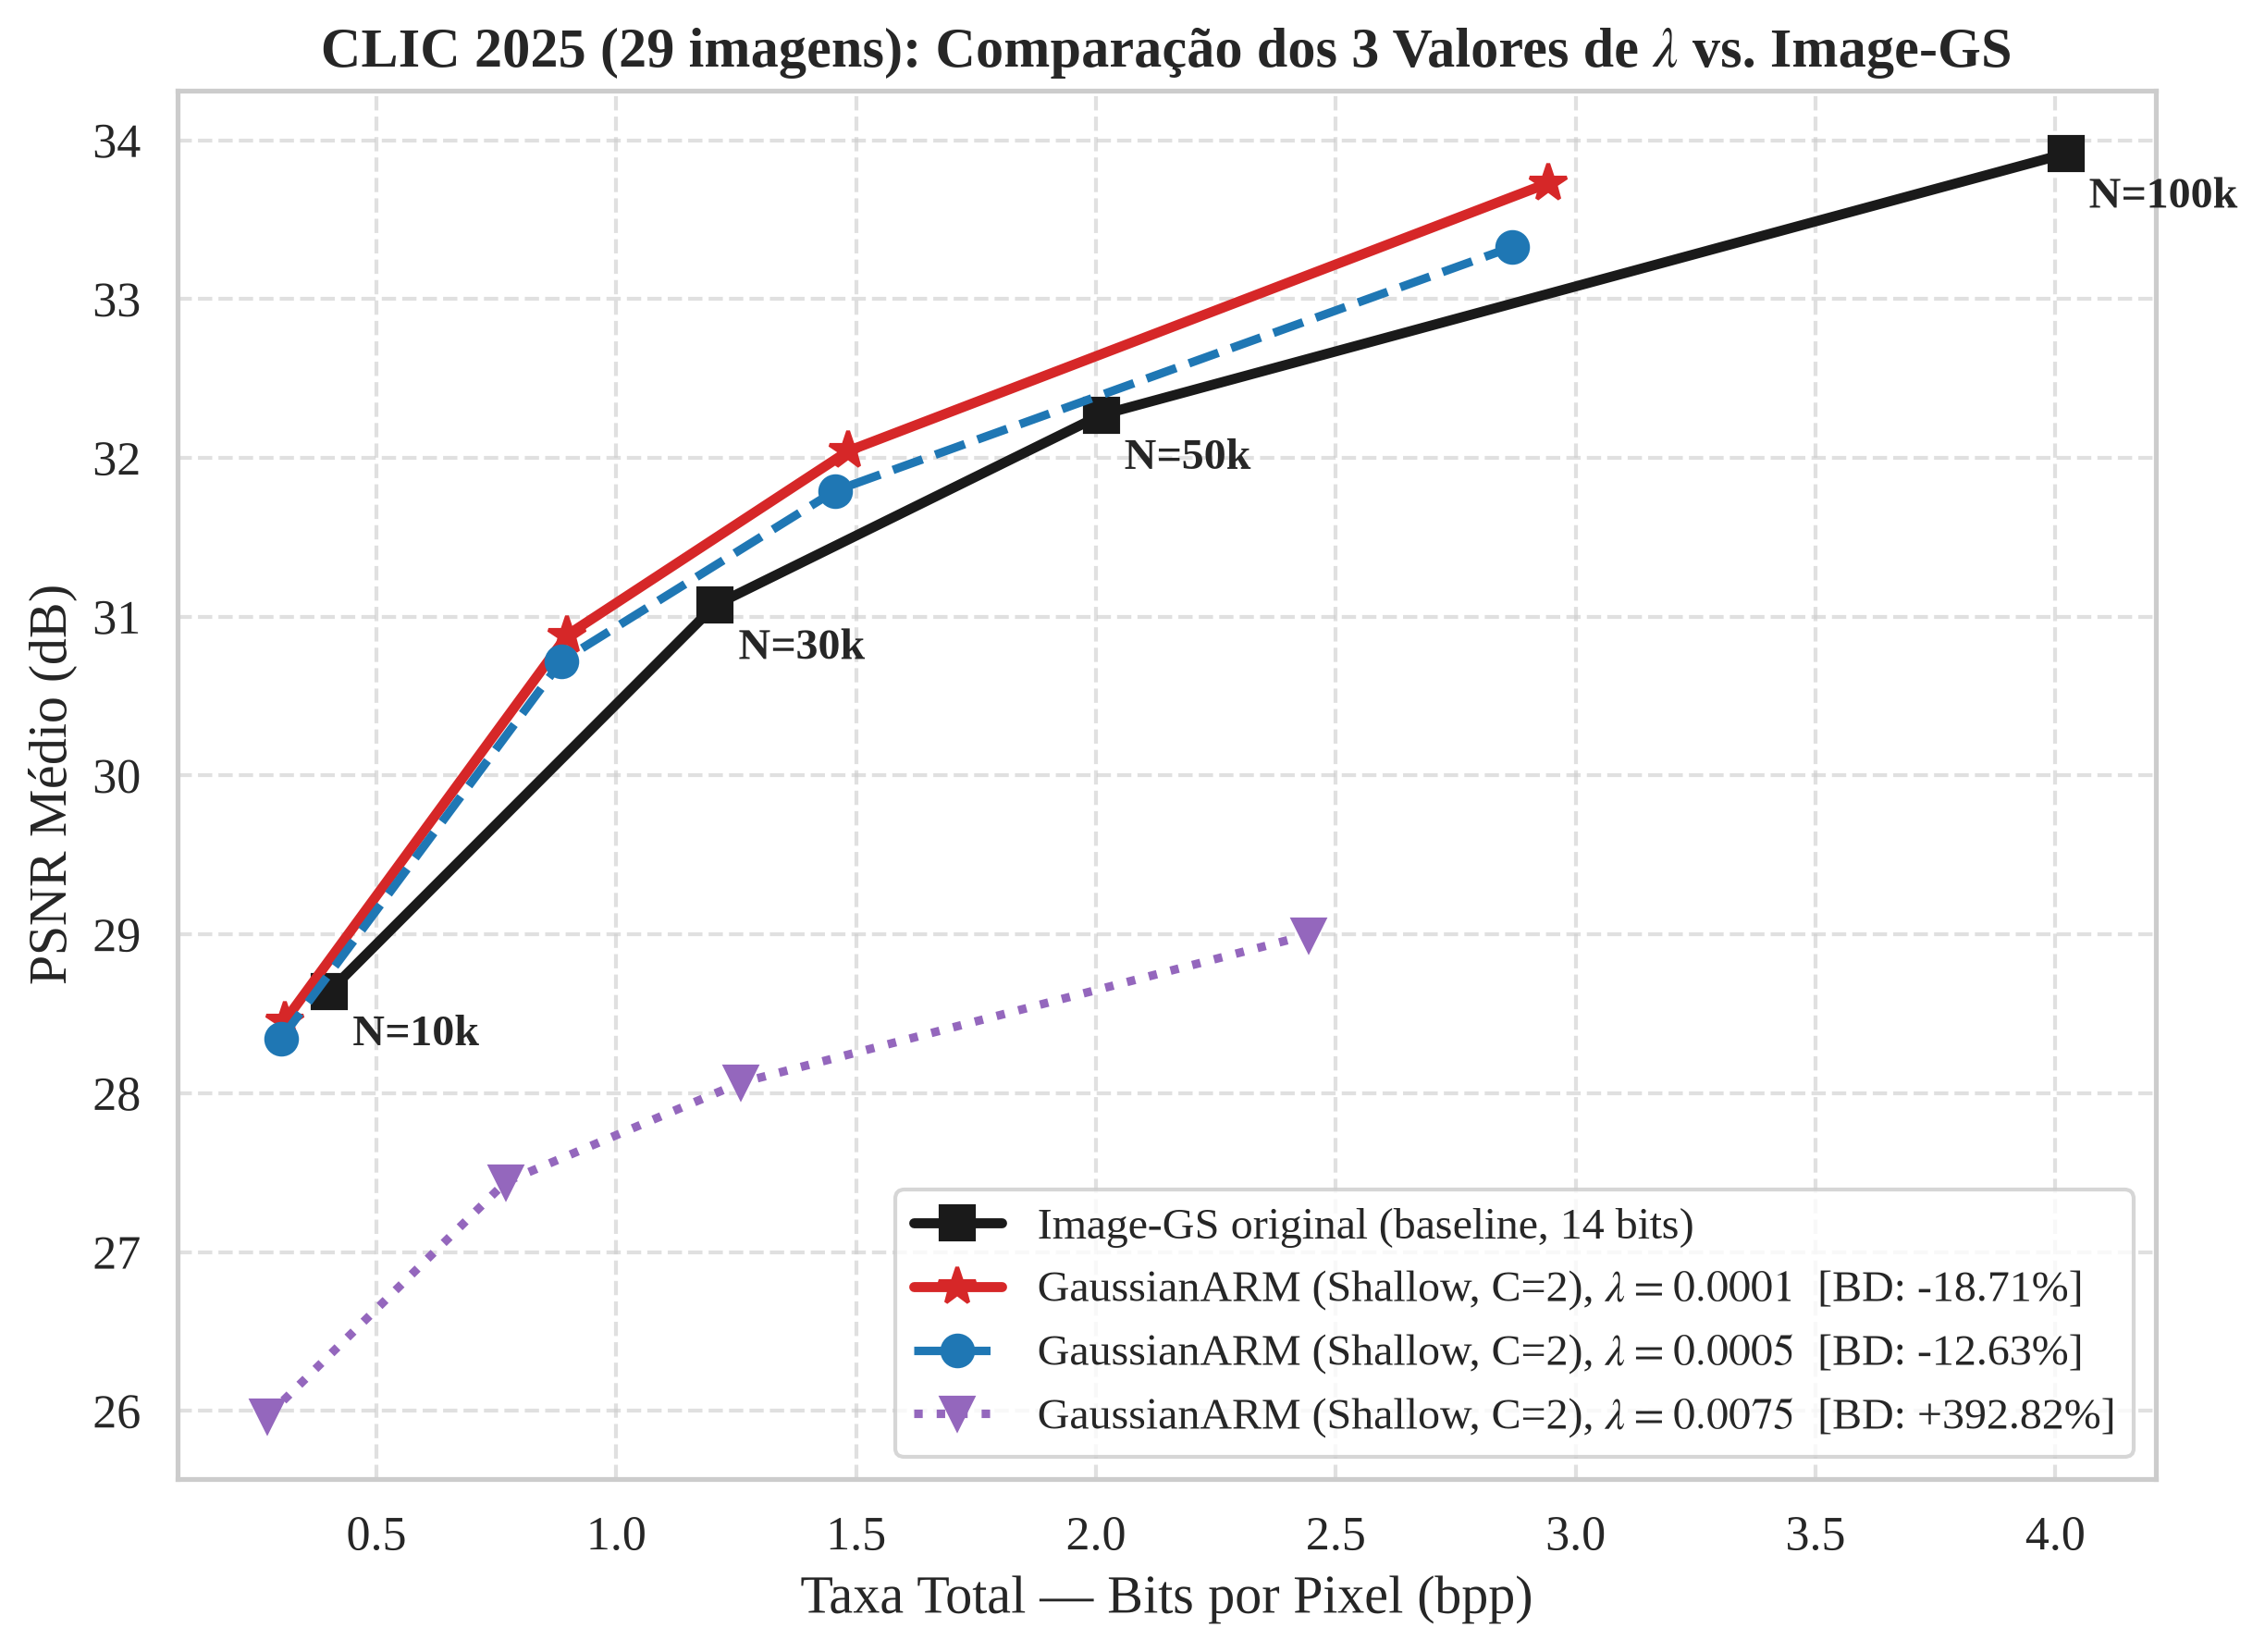 CLIC 2025 (29 imagens): Comparação dos 3 Valores de λ vs. Image-GS
34
33
32
31
30
29
28
27
26
PSNR Médio (dB)
N=100k
N=50k
N=30k
N=10k
Image-GS original (baseline, 14 bits)
GaussianARM (Shallow, C=2), λ = 0.0001 [BD: -18.71%]
GaussianARM (Shallow, C=2), λ = 0.0005 [BD: -12.63%]
GaussianARM (Shallow, C=2), λ = 0.0075 [BD: +392.82%]
0.5 1.0 1.5 2.0 2.5 3.0 3.5 4.0
Taxa Total — Bits por Pixel (bpp)